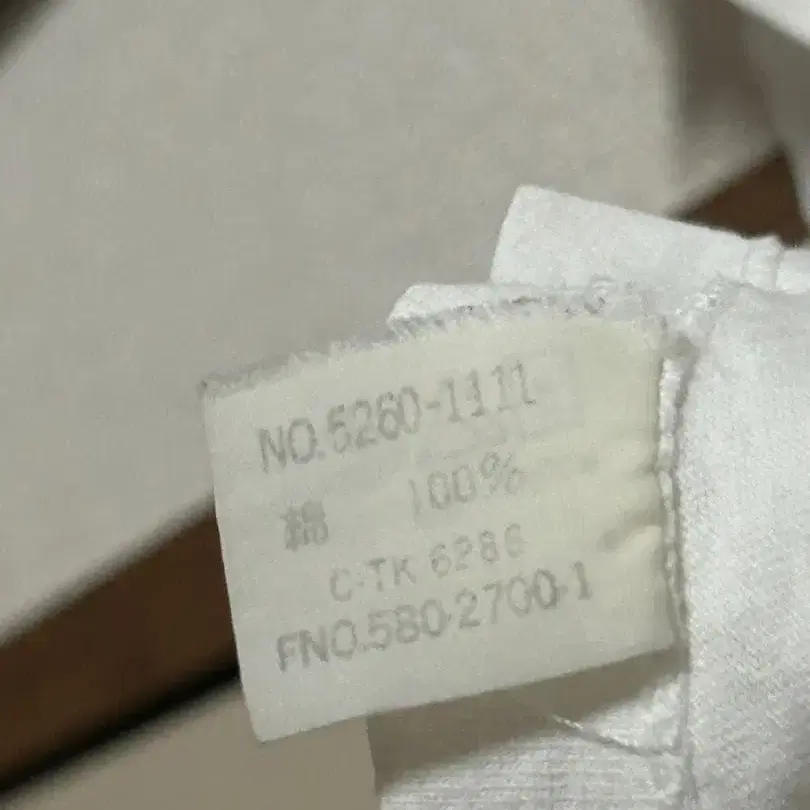 NO.5260-1111
綿 100%
C-TK 6286
FNO.580-2700-1